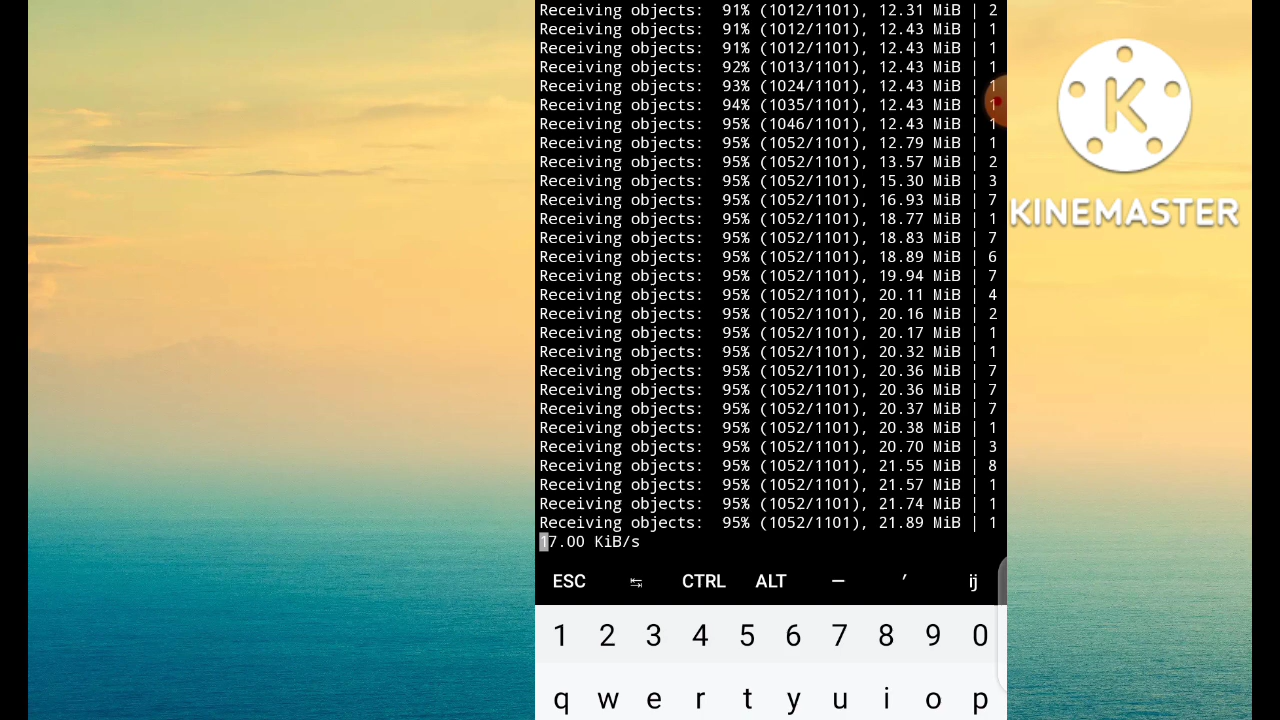 Receiving objects:  91% (1012/1101), 12.31 MiB | 2
Receiving objects:  91% (1012/1101), 12.43 MiB | 1
Receiving objects:  91% (1012/1101), 12.43 MiB | 1
Receiving objects:  92% (1013/1101), 12.43 MiB | 1
Receiving objects:  93% (1024/1101), 12.43 MiB | 1
Receiving objects:  94% (1035/1101), 12.43 MiB | 1
Receiving objects:  95% (1046/1101), 12.43 MiB | 1
Receiving objects:  95% (1052/1101), 12.79 MiB | 1
Receiving objects:  95% (1052/1101), 13.57 MiB | 2
Receiving objects:  95% (1052/1101), 15.30 MiB | 3
Receiving objects:  95% (1052/1101), 16.93 MiB | 7
Receiving objects:  95% (1052/1101), 18.77 MiB | 1
Receiving objects:  95% (1052/1101), 18.83 MiB | 7
Receiving objects:  95% (1052/1101), 18.89 MiB | 6
Receiving objects:  95% (1052/1101), 19.94 MiB | 7
Receiving objects:  95% (1052/1101), 20.11 MiB | 4
Receiving objects:  95% (1052/1101), 20.16 MiB | 2
Receiving objects:  95% (1052/1101), 20.17 MiB | 1
Receiving objects:  95% (1052/1101), 20.32 MiB | 1
Receiving objects:  95% (1052/1101), 20.36 MiB | 7
Receiving objects:  95% (1052/1101), 20.36 MiB | 7
Receiving objects:  95% (1052/1101), 20.37 MiB | 7
Receiving objects:  95% (1052/1101), 20.38 MiB | 1
Receiving objects:  95% (1052/1101), 20.70 MiB | 3
Receiving objects:  95% (1052/1101), 21.55 MiB | 8
Receiving objects:  95% (1052/1101), 21.57 MiB | 1
Receiving objects:  95% (1052/1101), 21.74 MiB | 1
Receiving objects:  95% (1052/1101), 21.89 MiB | 1
17.00 KiB/s
ESC ↹ CTRL ALT — ′ ij
1 2 3 4 5 6 7 8 9 0
q w e r t y u i o p
K
KINEMASTER